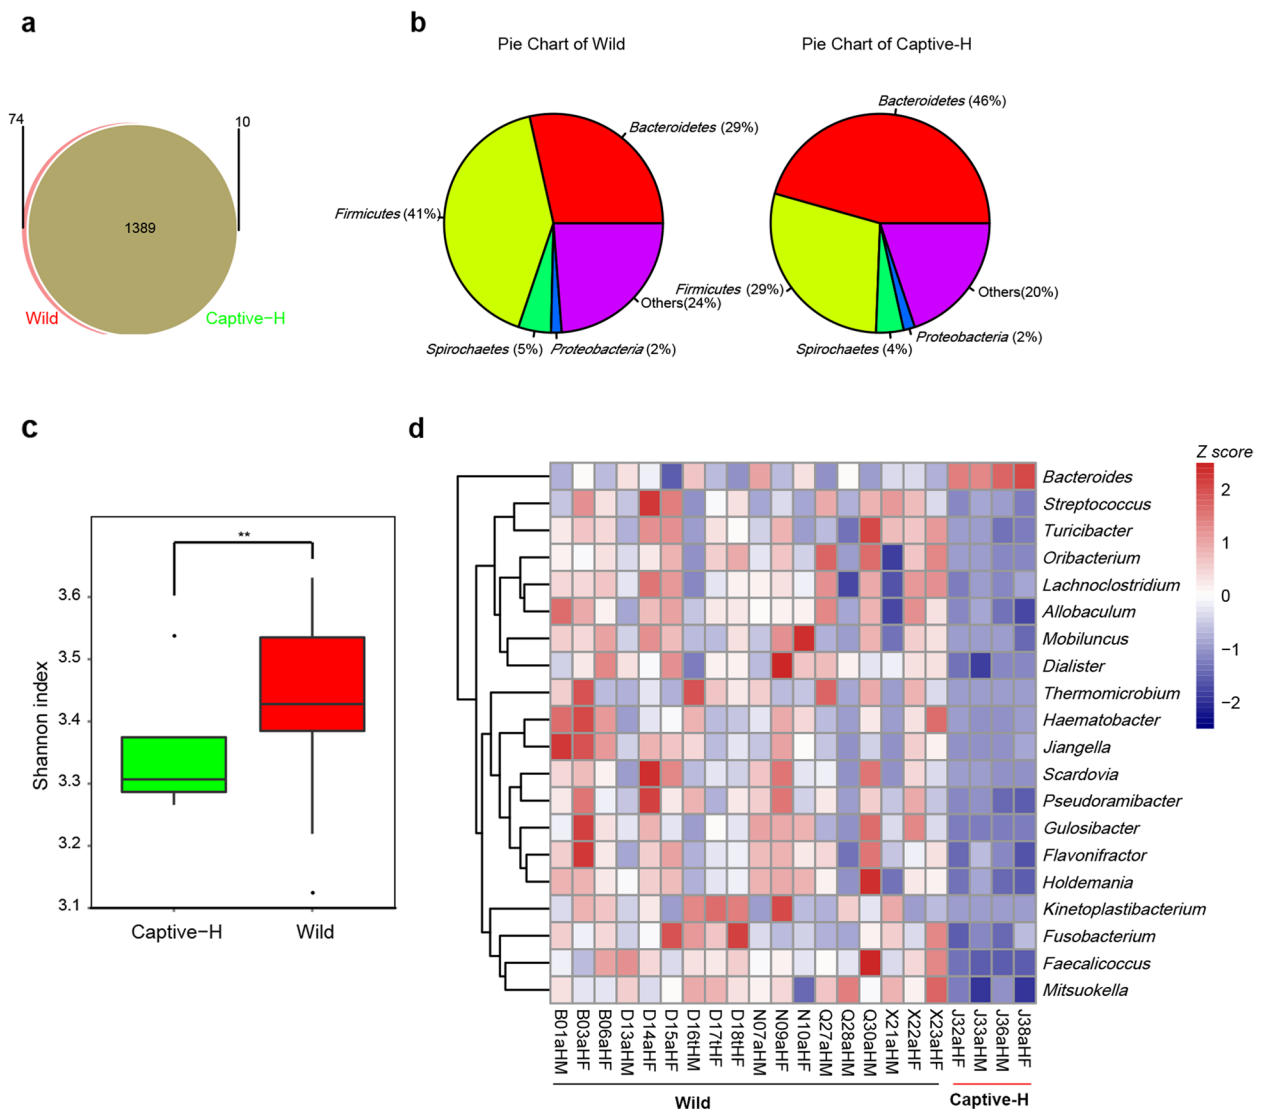 a
74
10
1389
Wild
Captive−H
b
Pie Chart of Wild
Pie Chart of Captive-H
Bacteroidetes (29%)
Firmicutes (41%)
Others(24%)
Spirochaetes (5%)
Proteobacteria (2%)
Bacteroidetes (46%)
Firmicutes (29%)
Others(20%)
Spirochaetes (4%)
Proteobacteria (2%)
c
Shannon index
**
3.6
3.5
3.4
3.3
3.2
3.1
Captive−H
Wild
d
Z score
2
1
0
−1
−2
Bacteroides
Streptococcus
Turicibacter
Oribacterium
Lachnoclostridium
Allobaculum
Mobiluncus
Dialister
Thermomicrobium
Haematobacter
Jiangella
Scardovia
Pseudoramibacter
Gulosibacter
Flavonifractor
Holdemania
Kinetoplastibacterium
Fusobacterium
Faecalicoccus
Mitsuokella
B01aHM
B03aHF
B06aHF
D13aHM
D14aHF
D15aHF
D16tHM
D17tHF
D18tHF
N07aHM
N09aHF
N10aHF
Q27aHM
Q28aHM
Q30aHF
X21aHM
X22aHF
X23aHF
J32aHF
J33aHM
J36aHM
J38aHF
Wild
Captive-H